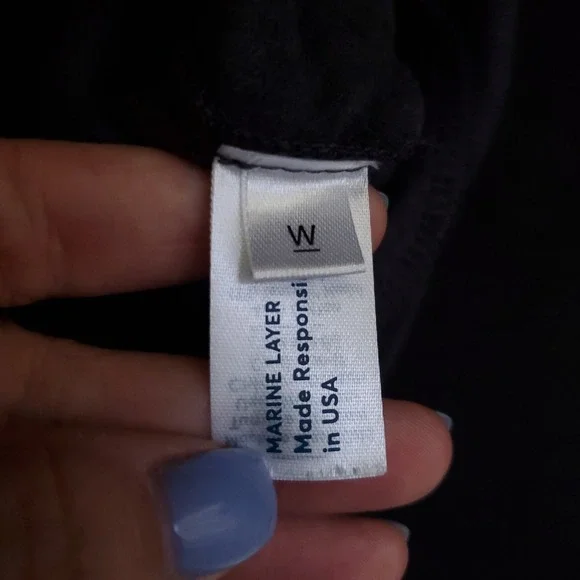 W
MARINE LAYER
Made Responsi
in USA